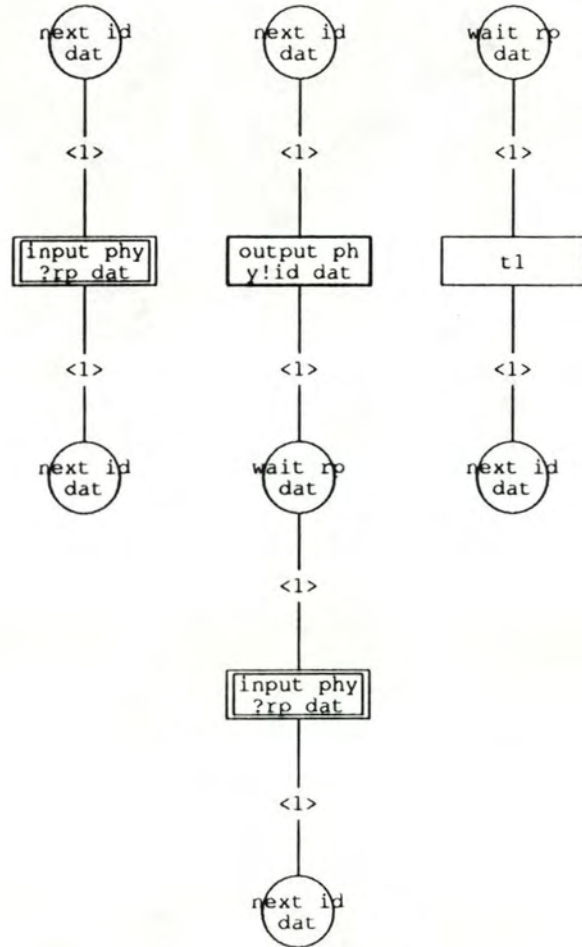 next id
dat
next id
dat
wait rp
dat
<1>
<1>
<1>
input phy
?rp dat
output ph
y!id dat
t1
<1>
<1>
<1>
next id
dat
wait rp
dat
next id
dat
<1>
input phy
?rp dat
<1>
next id
dat